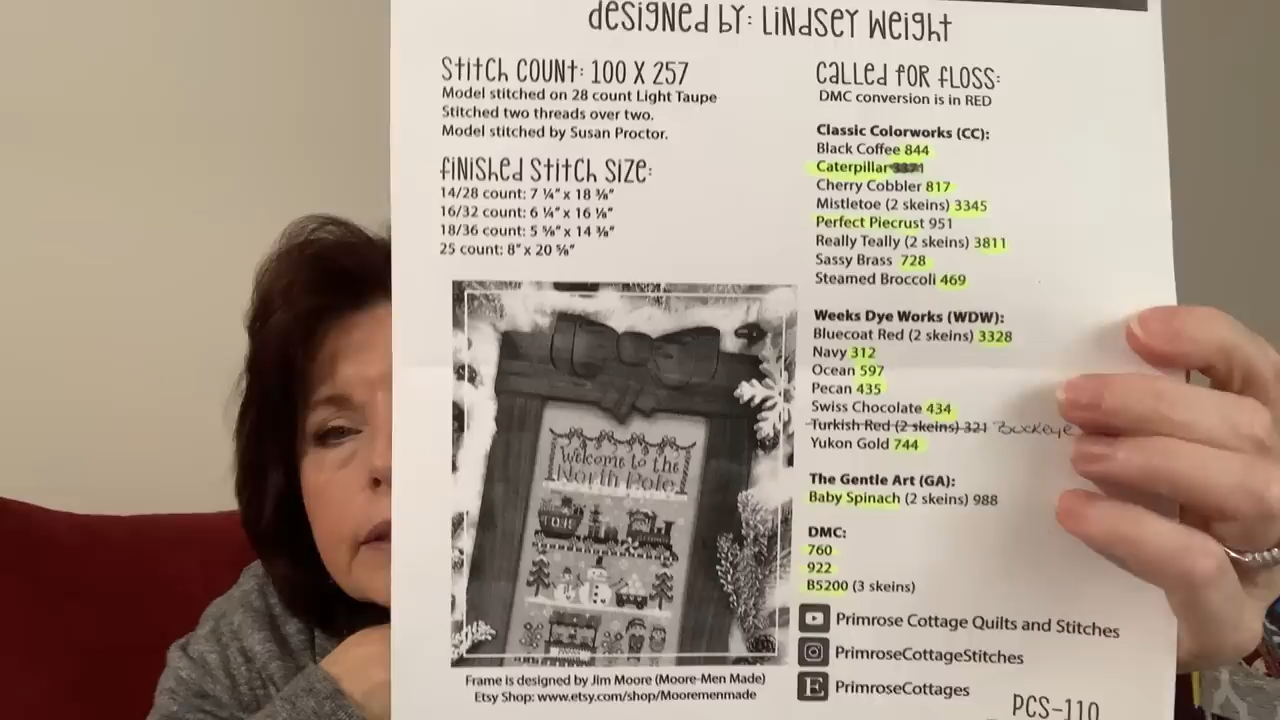 designed by: Lindsey Weight
Stitch Count: 100 x 257
Model stitched on 28 count Light Taupe
Stitched two threads over two.
Model stitched by Susan Proctor.
finished Stitch Size:
14/28 count: 7 ¼" x 18 ⅜"
16/32 count: 6 ¼" x 16 ⅛"
18/36 count: 5 ⅝" x 14 ⅜"
25 count: 8" x 20 ⅝"
Welcome to the
North Pole
TOYS
Frame is designed by Jim Moore (Moore-Men Made)
Etsy Shop: www.etsy.com/shop/Mooremenmade
Called for floss:
DMC conversion is in RED
Classic Colorworks (CC):
Black Coffee 844
Caterpillar
Cherry Cobbler 817
Mistletoe (2 skeins) 3345
Perfect Piecrust 951
Really Teally (2 skeins) 3811
Sassy Brass 728
Steamed Broccoli 469
Weeks Dye Works (WDW):
Bluecoat Red (2 skeins) 3328
Navy 312
Ocean 597
Pecan 435
Swiss Chocolate 434
Turkish Red (2 skeins) 321 Buckeye
Yukon Gold 744
The Gentle Art (GA):
Baby Spinach (2 skeins) 988
DMC:
760
922
B5200 (3 skeins)
Primrose Cottage Quilts and Stitches
PrimroseCottageStitches
E PrimroseCottages
PCS-110